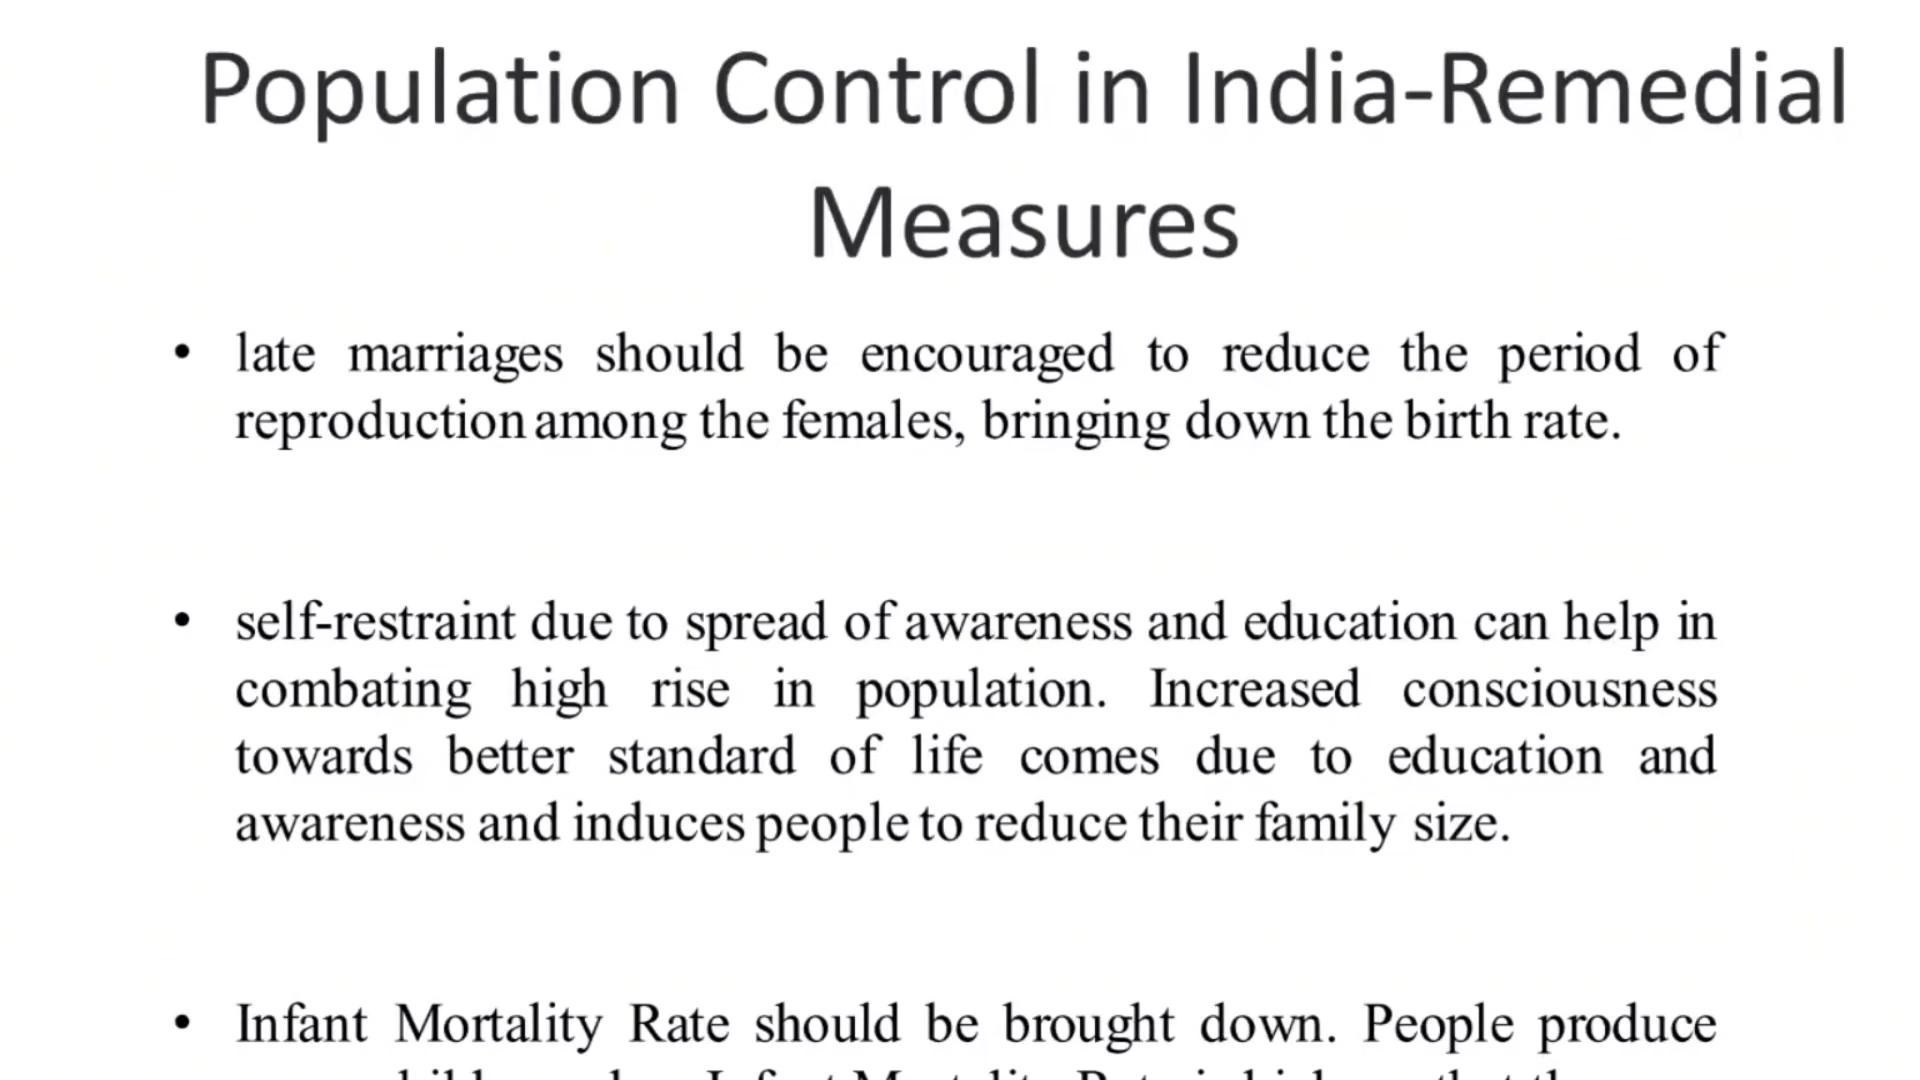 Population Control in India-Remedial
Measures
• late marriages should be encouraged to reduce the period of
reproduction among the females, bringing down the birth rate.
• self-restraint due to spread of awareness and education can help in
combating high rise in population. Increased consciousness
towards better standard of life comes due to education and
awareness and induces people to reduce their family size.
• Infant Mortality Rate should be brought down. People produce